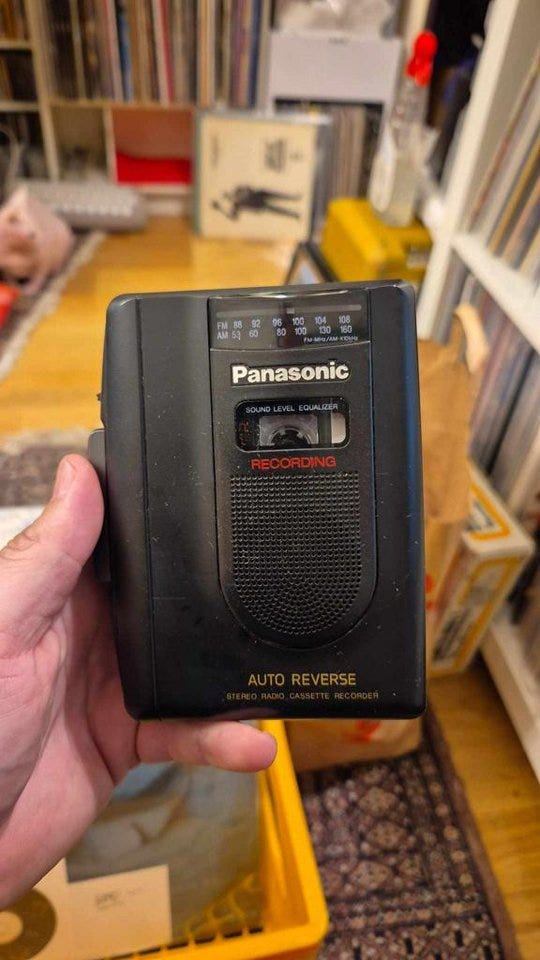 FM 88 92 96 100 104 108
AM 53 60 80 100 130 160
FM-MHz/AM-X10kHz
Panasonic
SOUND LEVEL EQUALIZER
RECORDING
AUTO REVERSE
STEREO RADIO CASSETTE RECORDER